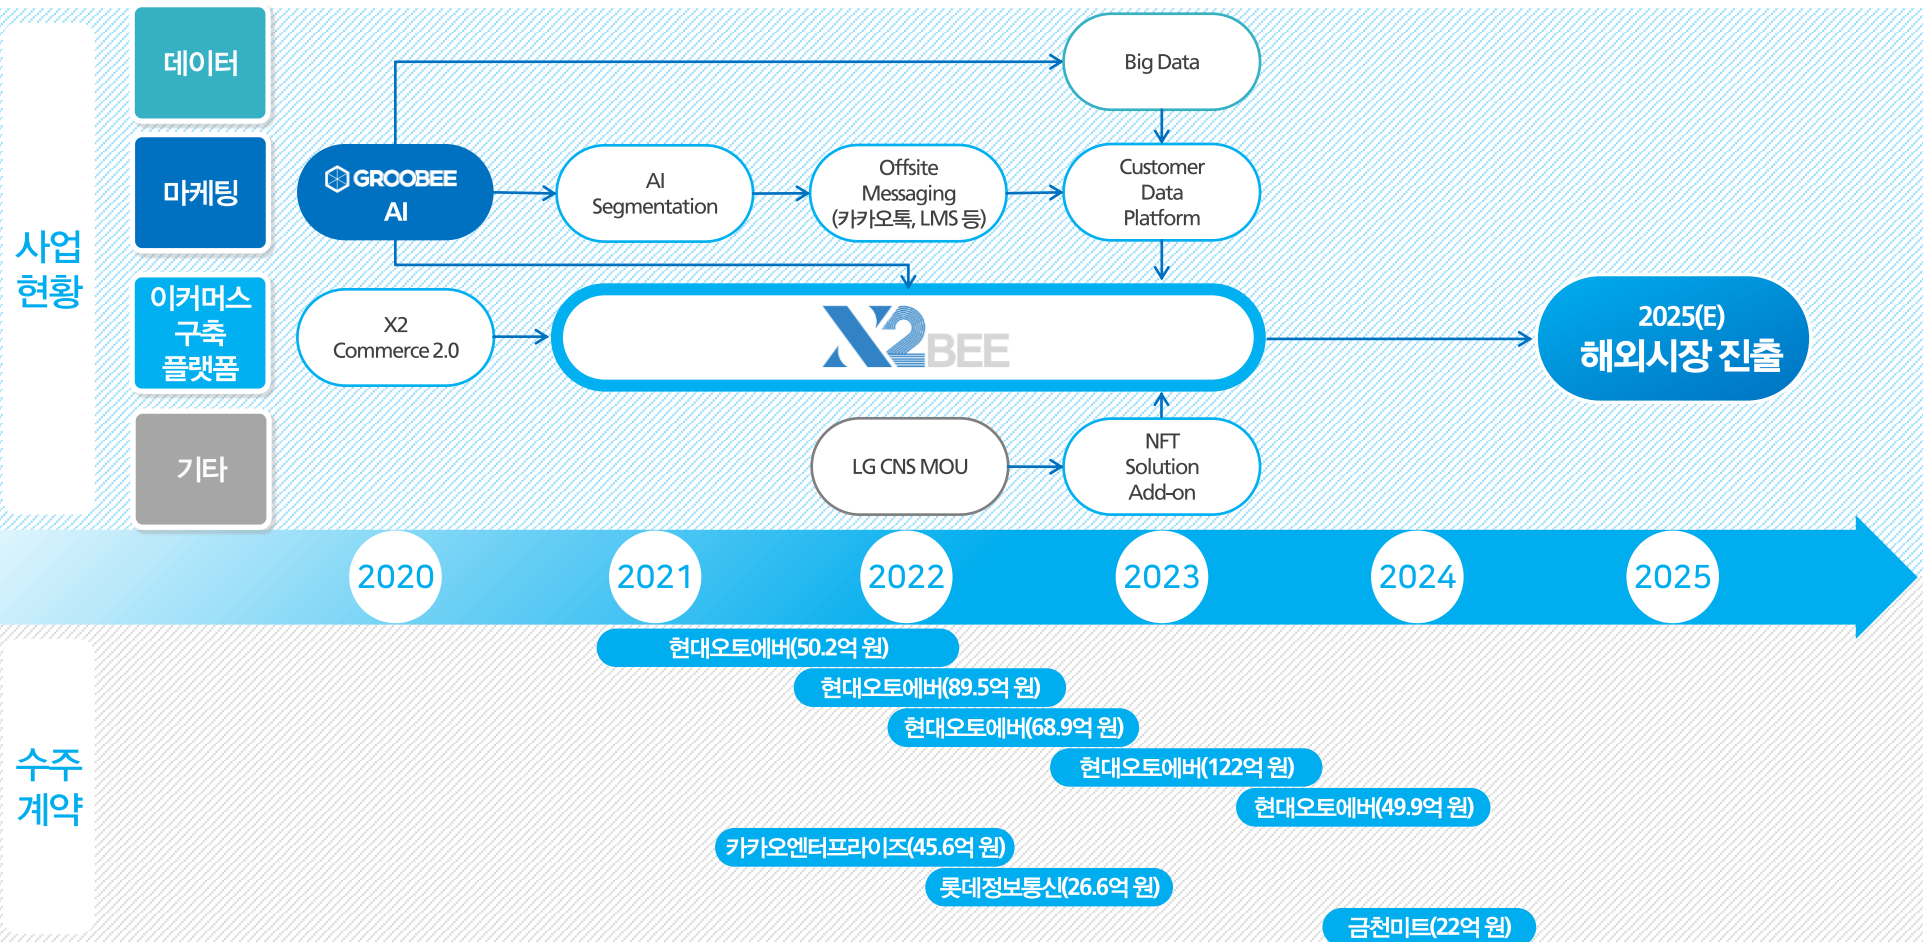 사업
현황
데이터
Big Data
마케팅
GROOBEE
AI
AI
Segmentation
Offsite
Messaging
(카카오톡, LMS 등)
Customer
Data
Platform
이커머스
구축
플랫폼
X2
Commerce 2.0
X2BEE
2025(E)
해외시장 진출
기타
LG CNS MOU
NFT
Solution
Add-on
2020
2021
2022
2023
2024
2025
수주
계약
현대오토에버(50.2억 원)
현대오토에버(89.5억 원)
현대오토에버(68.9억 원)
현대오토에버(122억 원)
현대오토에버(49.9억 원)
카카오엔터프라이즈(45.6억 원)
롯데정보통신(26.6억 원)
금천미트(22억 원)